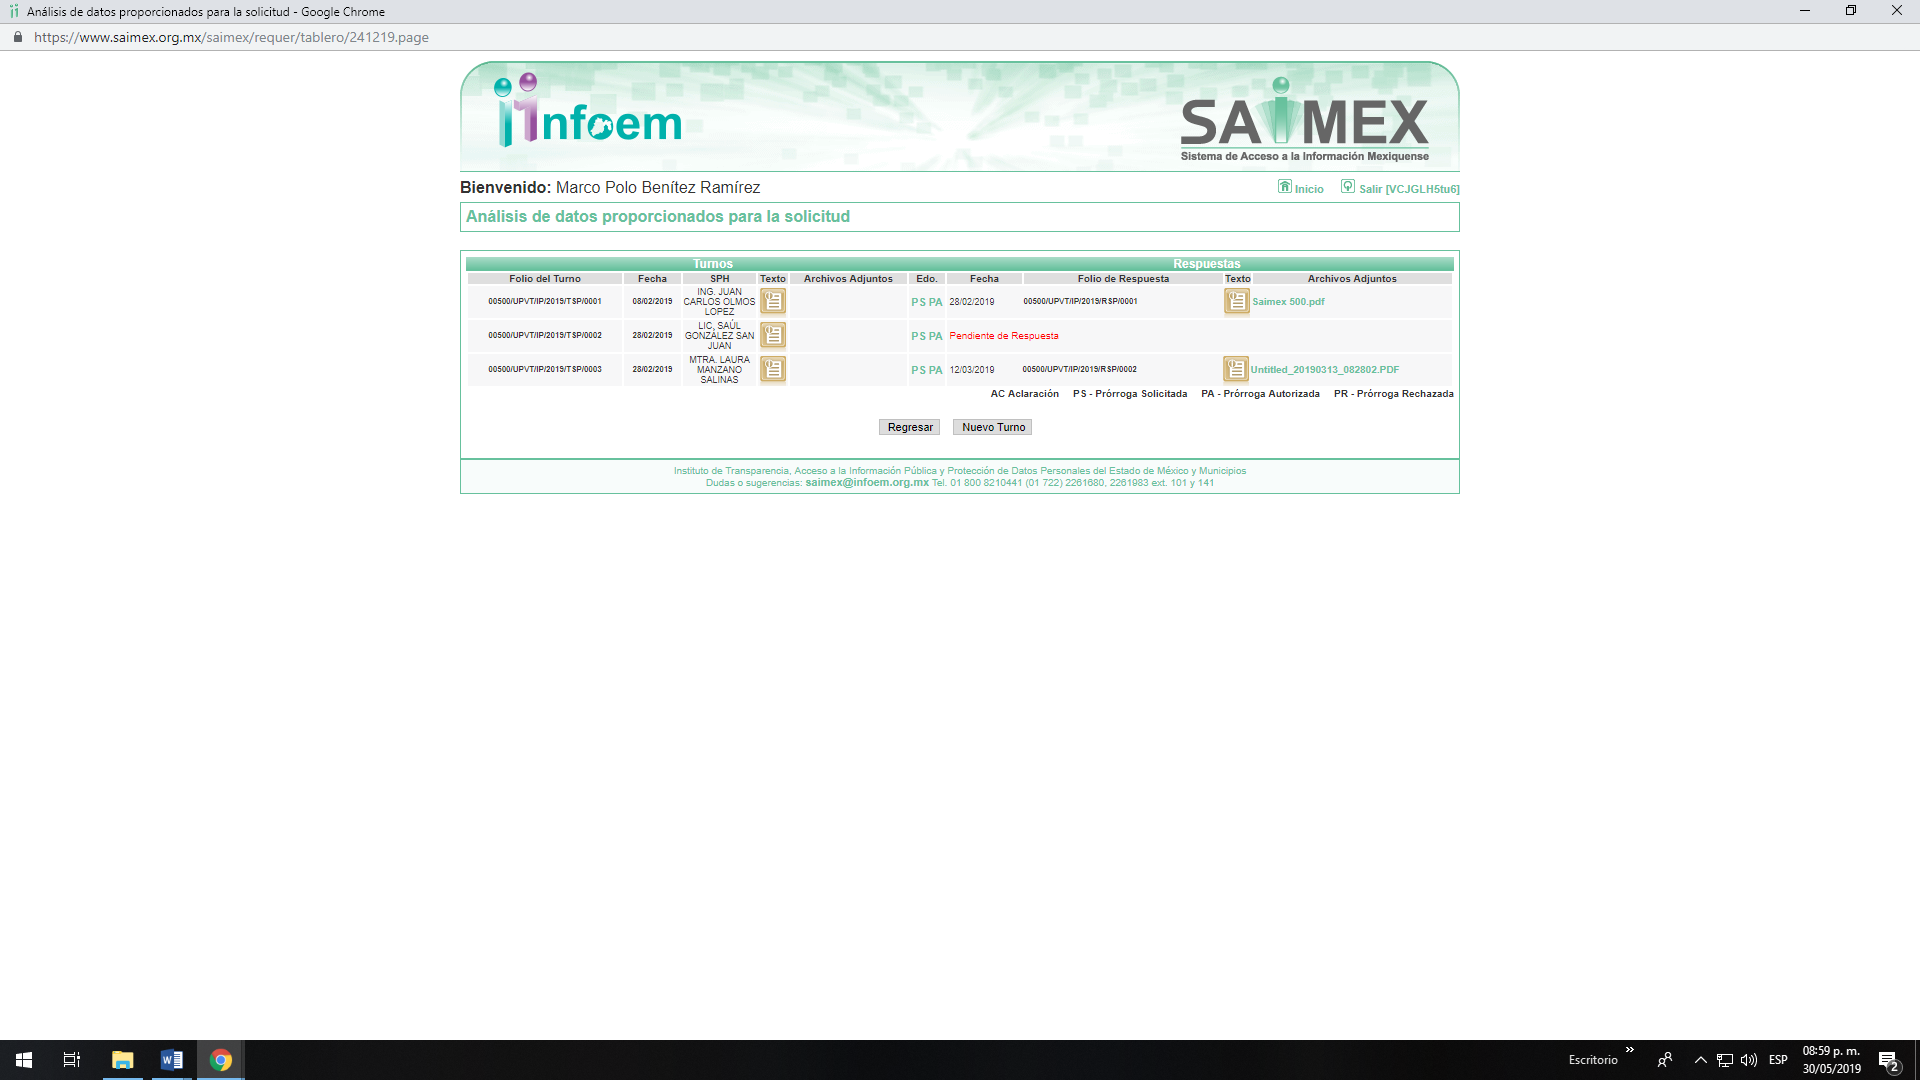 Análisis de datos proporcionados para la solicitud - Google Chrome
https://www.saimex.org.mx/saimex/requer/tablero/241219.page
infoem
SAIMEX
Sistema de Acceso a la Información Mexiquense
Bienvenido: Marco Polo Benítez Ramírez
Inicio Salir [VCJGLH5tu6]
Análisis de datos proporcionados para la solicitud
Turnos Respuestas
Folio del Turno Fecha SPH Texto Archivos Adjuntos Edo. Fecha Folio de Respuesta Texto Archivos Adjuntos
00500/UPVT/IP/2019/TSP/0001 08/02/2019 ING. JUAN CARLOS OLMOS LOPEZ PS PA 28/02/2019 00500/UPVT/IP/2019/RSP/0001 Saimex 500.pdf
00500/UPVT/IP/2019/TSP/0002 28/02/2019 LIC, SAÚL GONZÁLEZ SAN JUAN PS PA Pendiente de Respuesta
00500/UPVT/IP/2019/TSP/0003 28/02/2019 MTRA. LAURA MANZANO SALINAS PS PA 12/03/2019 00500/UPVT/IP/2019/RSP/0002 Untitled_20190313_082802.PDF
AC Aclaración PS - Prórroga Solicitada PA - Prórroga Autorizada PR - Prórroga Rechazada
Regresar Nuevo Turno
Instituto de Transparencia, Acceso a la Información Pública y Protección de Datos Personales del Estado de México y Municipios
Dudas o sugerencias: saimex@infoem.org.mx Tel. 01 800 8210441 (01 722) 2261680, 2261983 ext. 101 y 141
Escritorio » ESP 08:59 p. m.
30/05/2019 2